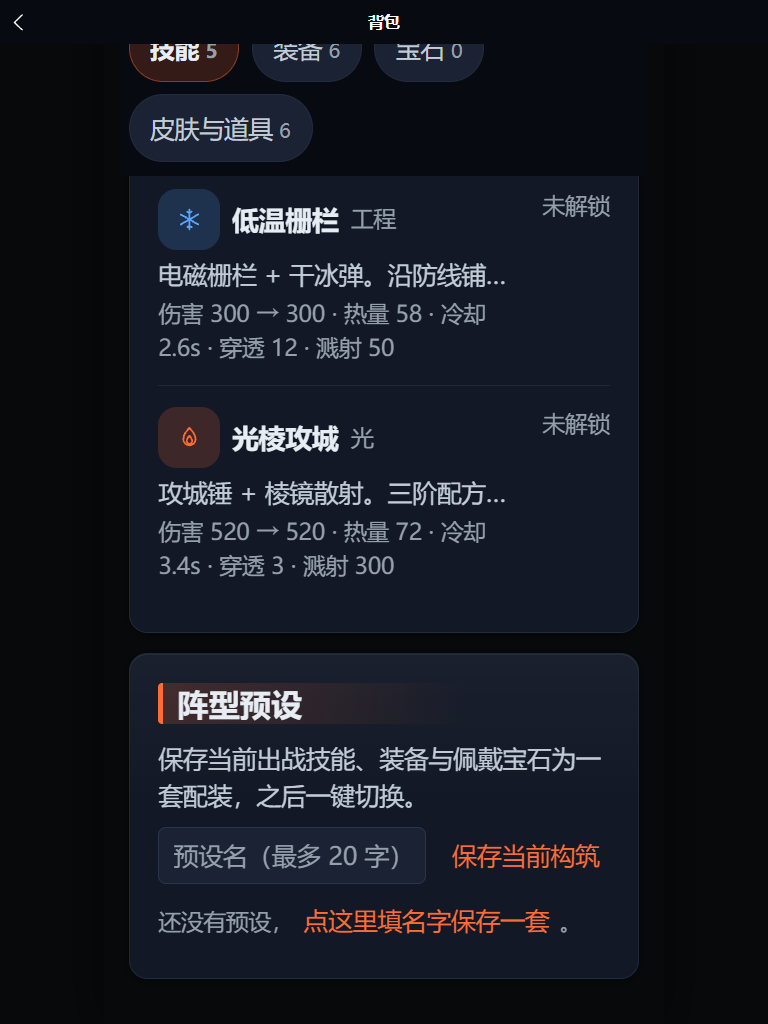 背包
技能 5
装备 6
宝石 0
皮肤与道具 6
低温栅栏 工程
未解锁
电磁栅栏 + 干冰弹。沿防线铺...
伤害 300 → 300 · 热量 58 · 冷却
2.6s · 穿透 12 · 溅射 50
光棱攻城 光
未解锁
攻城锤 + 棱镜散射。三阶配方...
伤害 520 → 520 · 热量 72 · 冷却
3.4s · 穿透 3 · 溅射 300
阵型预设
保存当前出战技能、装备与佩戴宝石为一
套配装，之后一键切换。
预设名（最多 20 字）
保存当前构筑
还没有预设， 点这里填名字保存一套 。